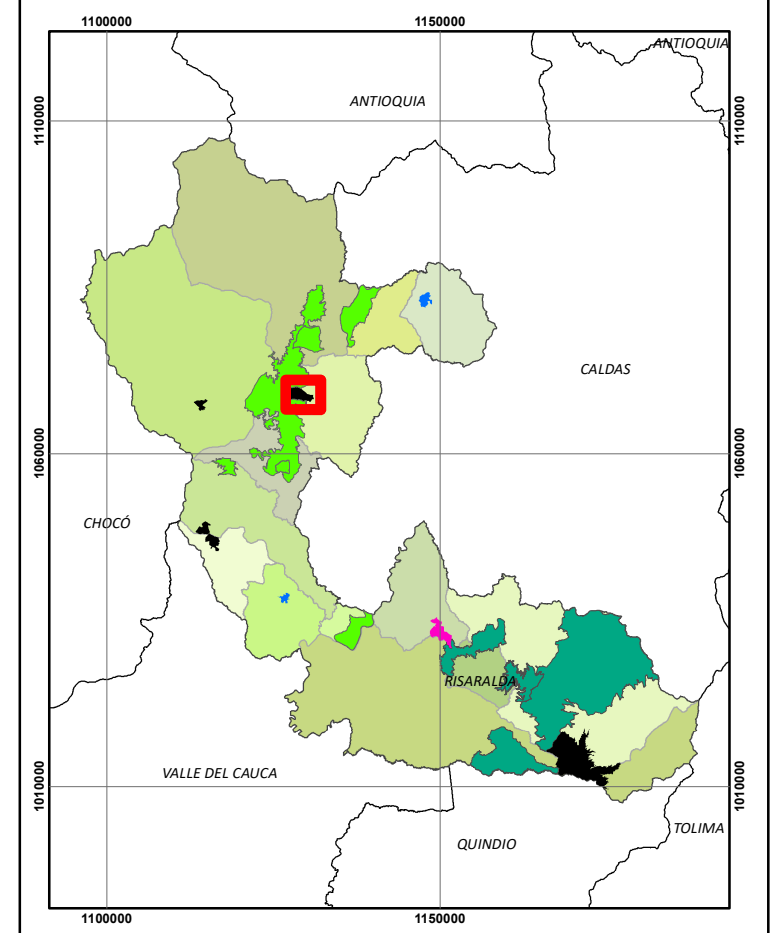 1100000 1150000
ANTIOQUIA
ANTIOQUIA
1110000 1110000
CALDAS
1060000 1060000
CHOCÓ
RISARALDA
VALLE DEL CAUCA
1010000 1010000
TOLIMA
QUINDIO
1100000 1150000